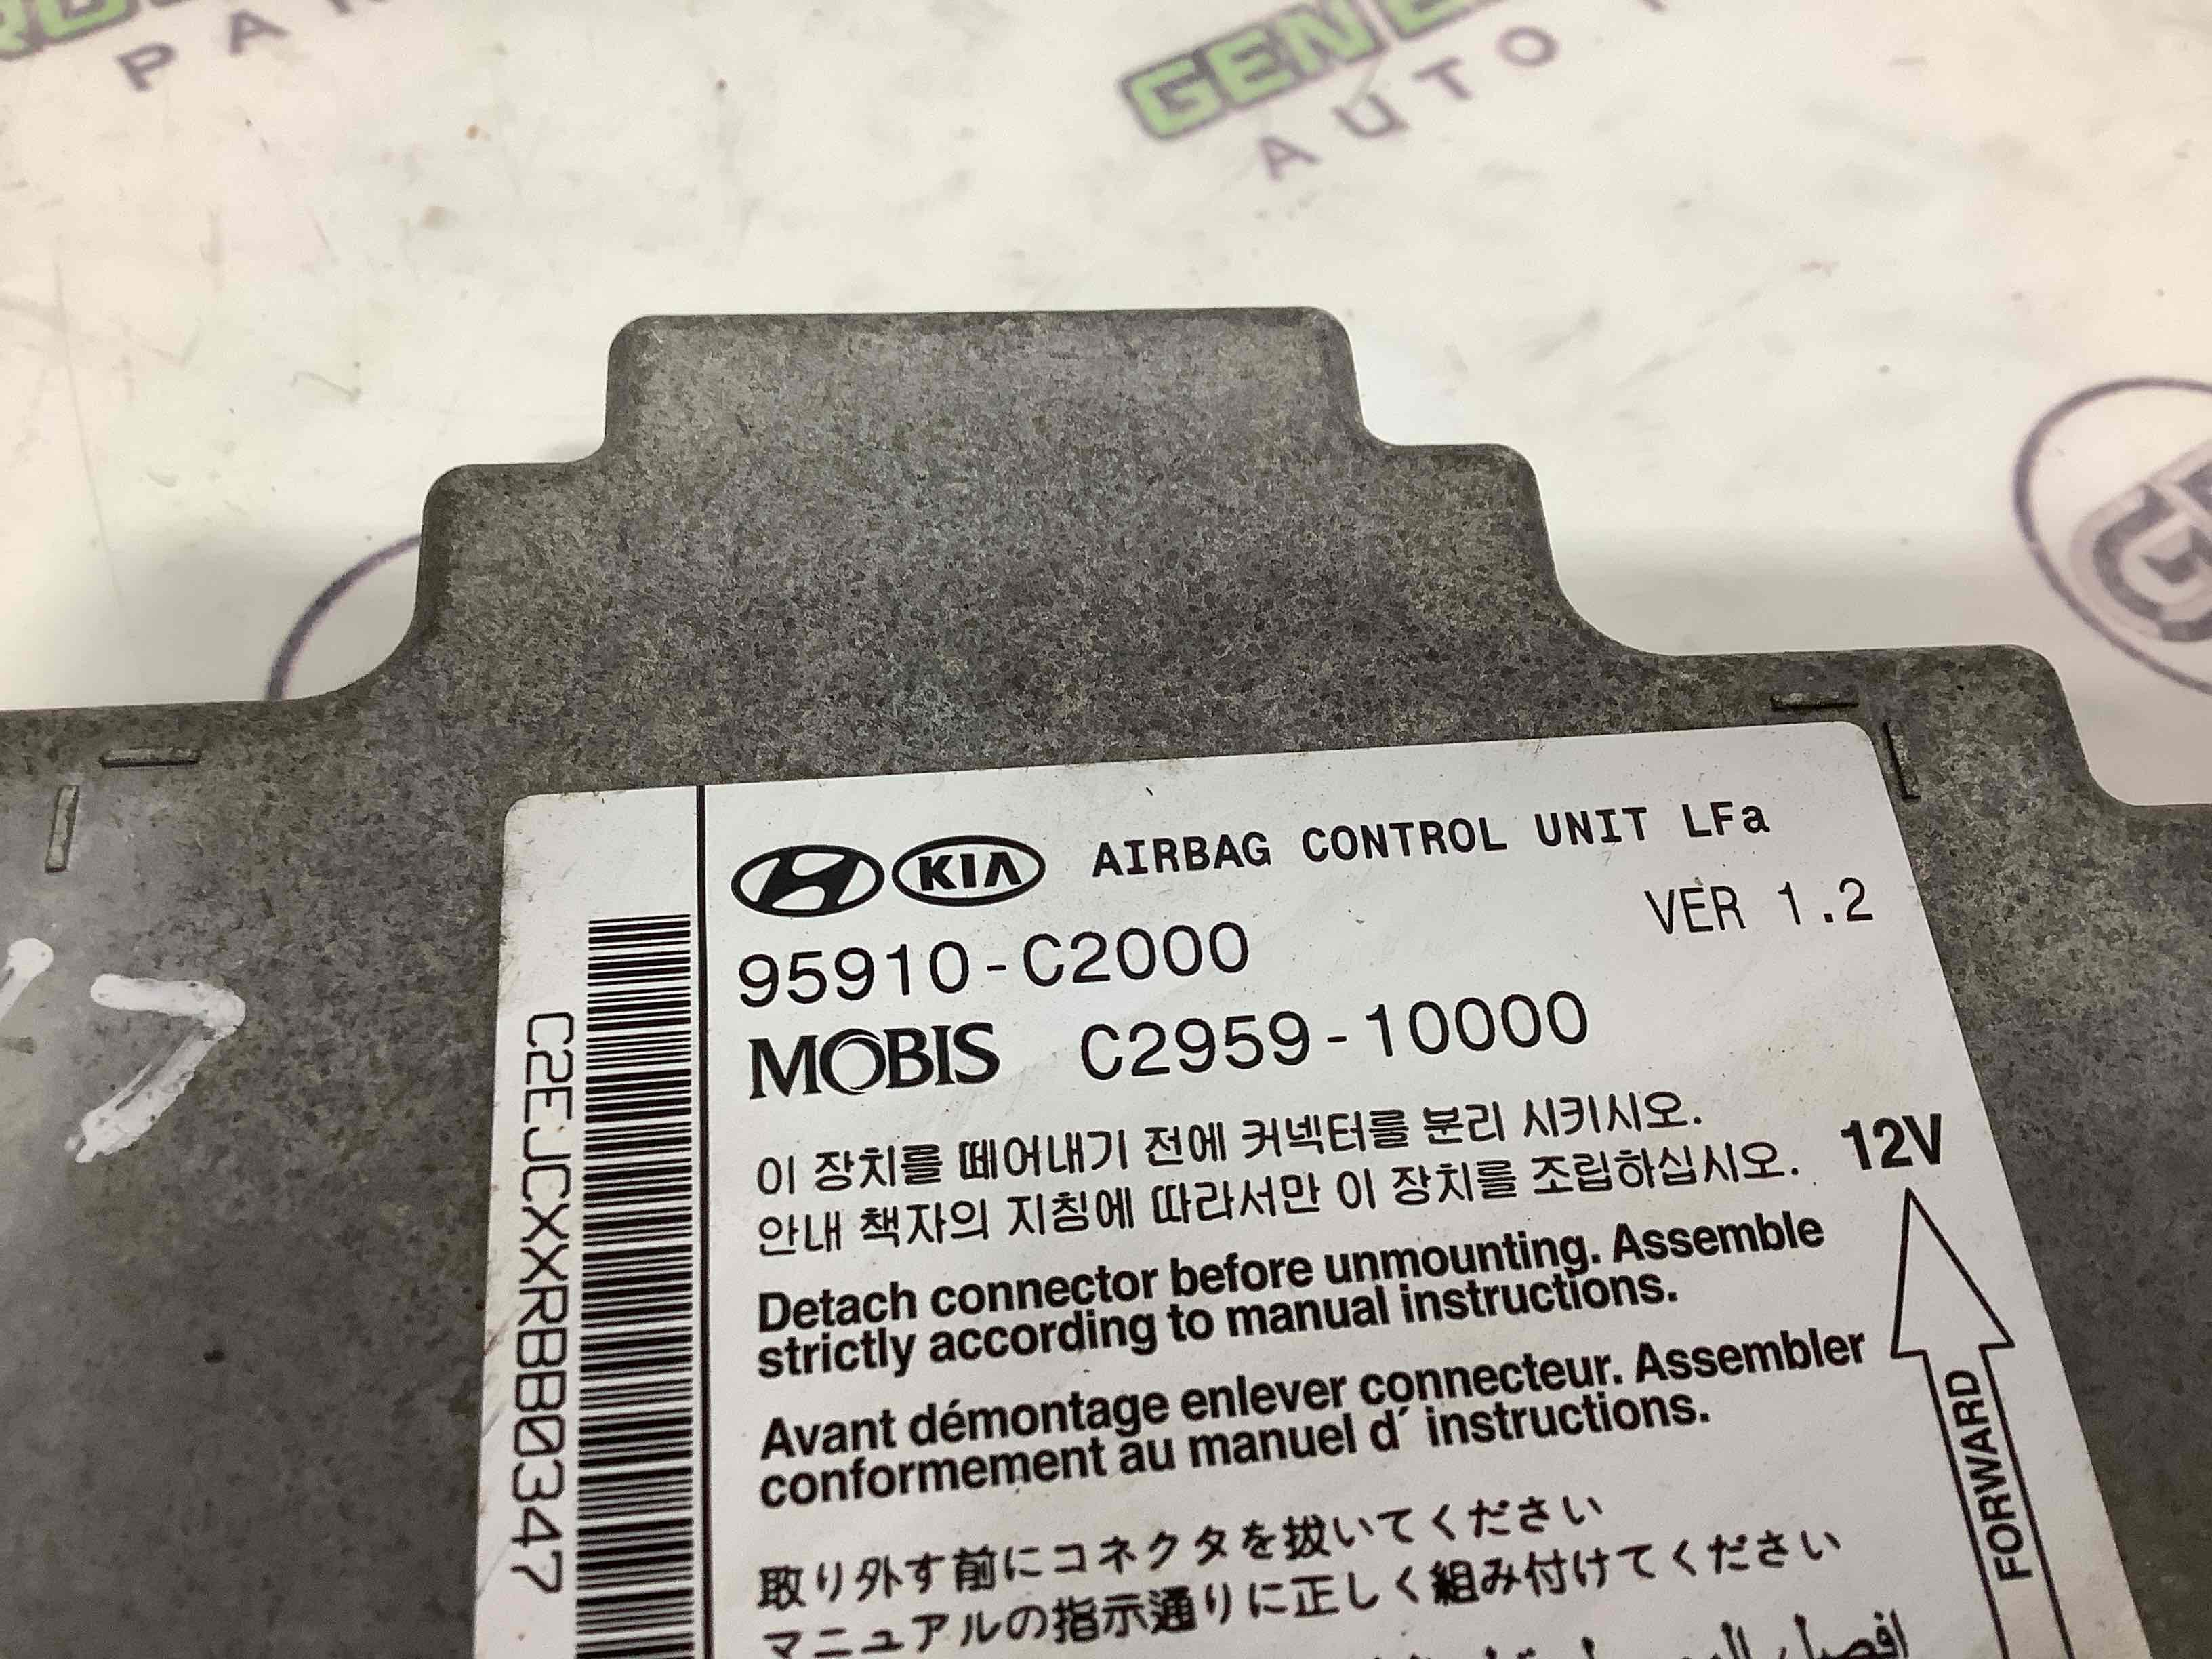 PAR
GENE
AUTO
KIA AIRBAG CONTROL UNIT LFa
VER 1.2
95910-C2000
MOBIS C2959-10000
이 장치를 떼어내기 전에 커넥터를 분리 시키시오.
안내 책자의 지침에 따라서만 이 장치를 조립하십시오.
12V
Detach connector before unmounting. Assemble
strictly according to manual instructions.
Avant démontage enlever connecteur. Assembler
conformement au manuel d´ instructions.
取り外す前にコネクタを抜いてください
マニュアルの指示通りに正しく組み付けてください
افصل
FORWARD
C2EJCXXRBB0347
7